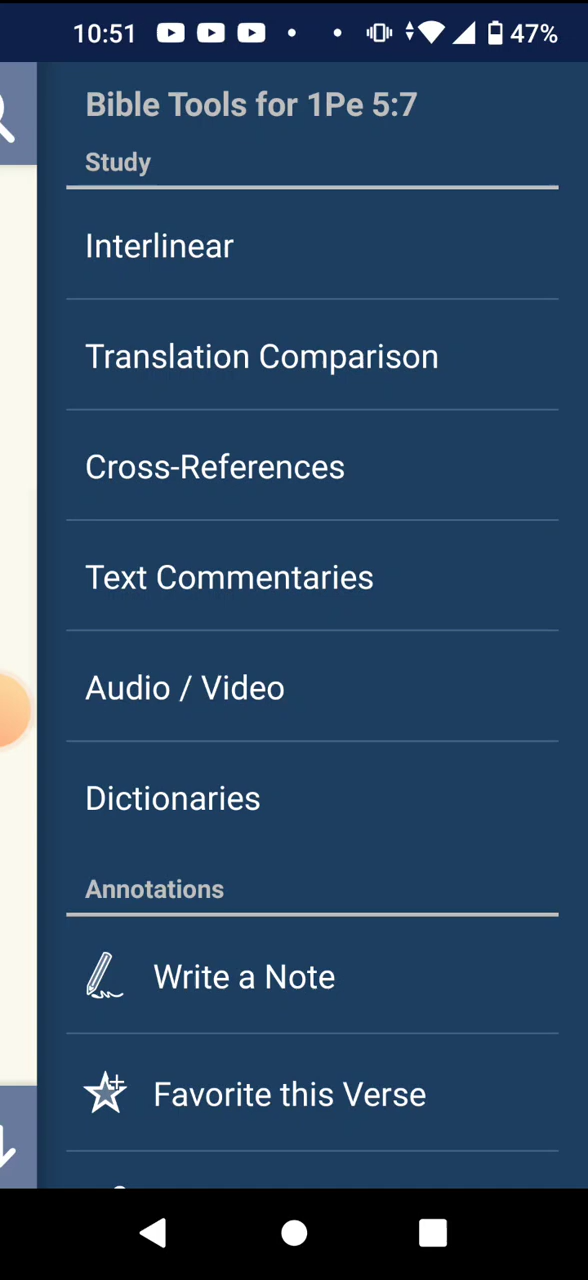 10:51 47%
Bible Tools for 1Pe 5:7
Study
Interlinear
Translation Comparison
Cross-References
Text Commentaries
Audio / Video
Dictionaries
Annotations
Write a Note
Favorite this Verse